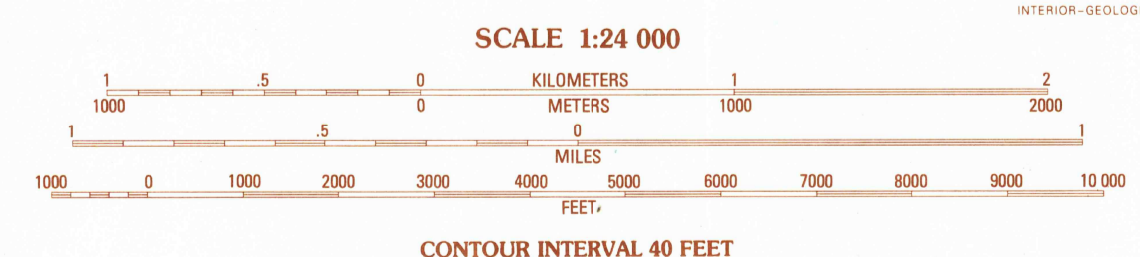 INTERIOR-GEOLOG
SCALE 1:24 000
1 .5 0 KILOMETERS 1 2
1000 0 METERS 1000 2000
1 .5 0 1
MILES
1000 0 1000 2000 3000 4000 5000 6000 7000 8000 9000 10 000
FEET
CONTOUR INTERVAL 40 FEET